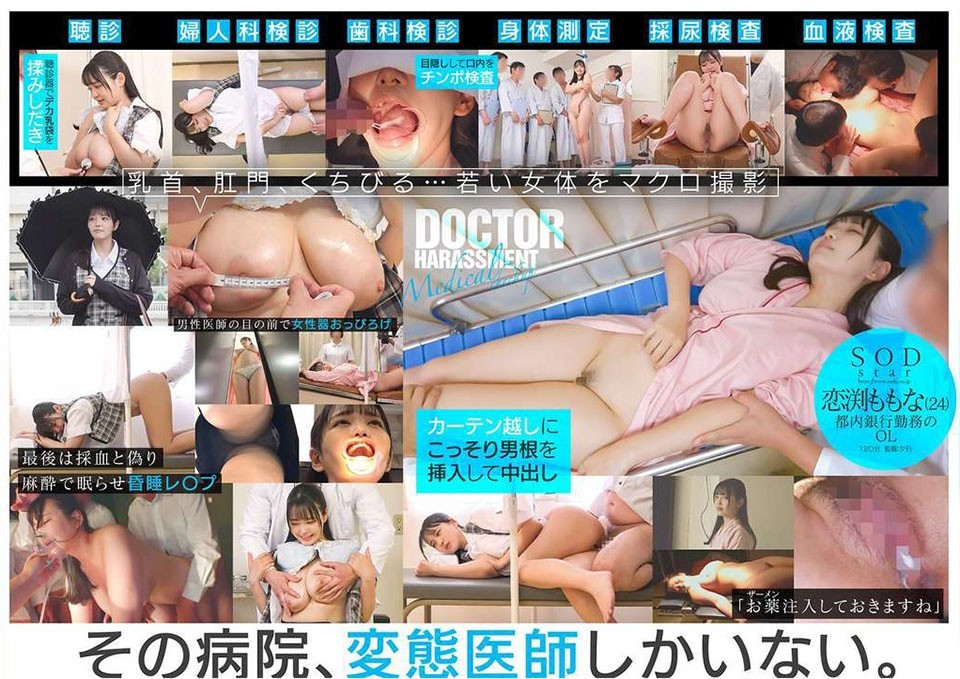 聴診
婦人科検診
歯科検診
身体測定
採尿検査
血液検査
聴診器でデカ乳袋を
揉みしだき
目隠しして口内を
チンポ検査
乳首、肛門、くちびる…若い女体をマクロ撮影
DOCTOR
HARASSMENT
Medical
男性医師の目の前で女性器おっぴろげ
SOD
star
恋渕ももな(24)
都内銀行勤務の
OL
カーテン越しに
こっそり男根を
挿入して中出し
最後は採血と偽り
麻酔で眠らせ昏睡レ〇プ
ザーメン
「お薬注入しておきますね」
その病院、変態医師しかいない。